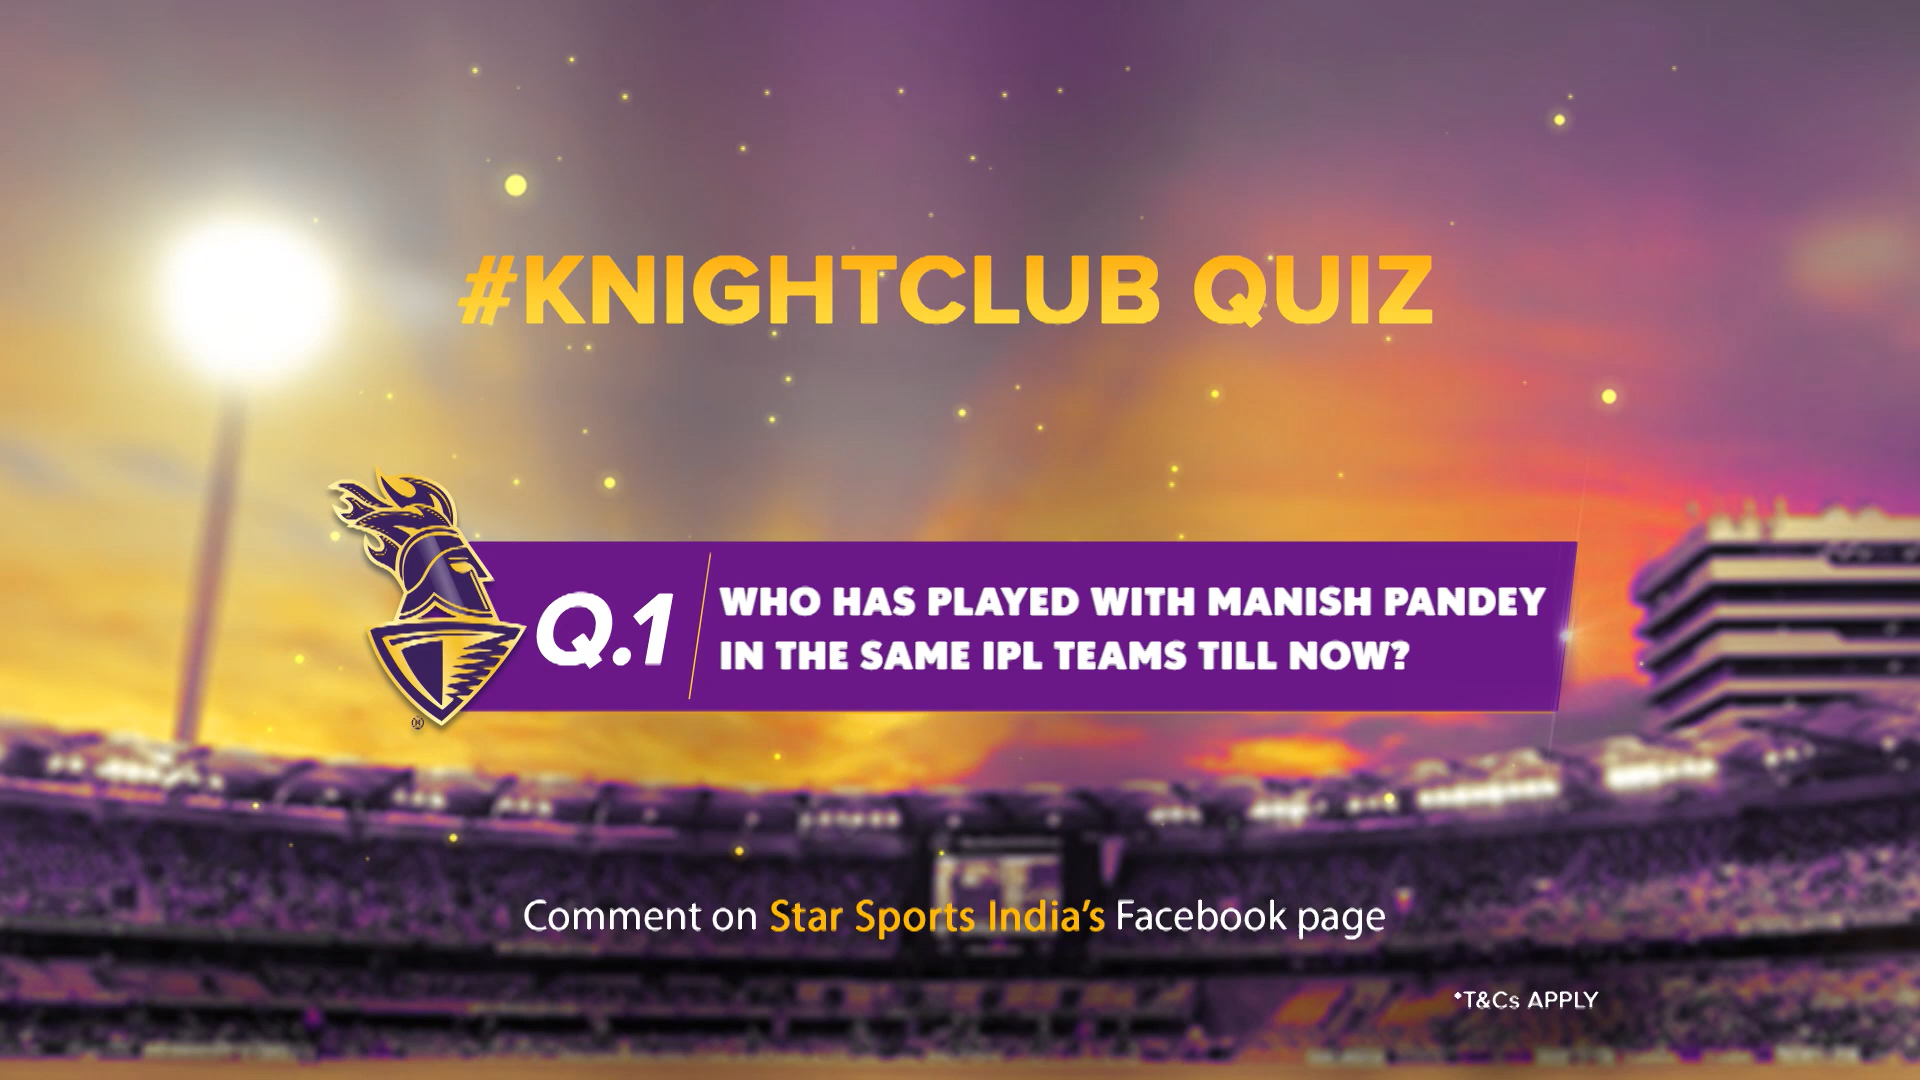 #KNIGHTCLUB QUIZ
Q.1
WHO HAS PLAYED WITH MANISH PANDEY
IN THE SAME IPL TEAMS TILL NOW?
Comment on Star Sports India's Facebook page
*T&Cs APPLY